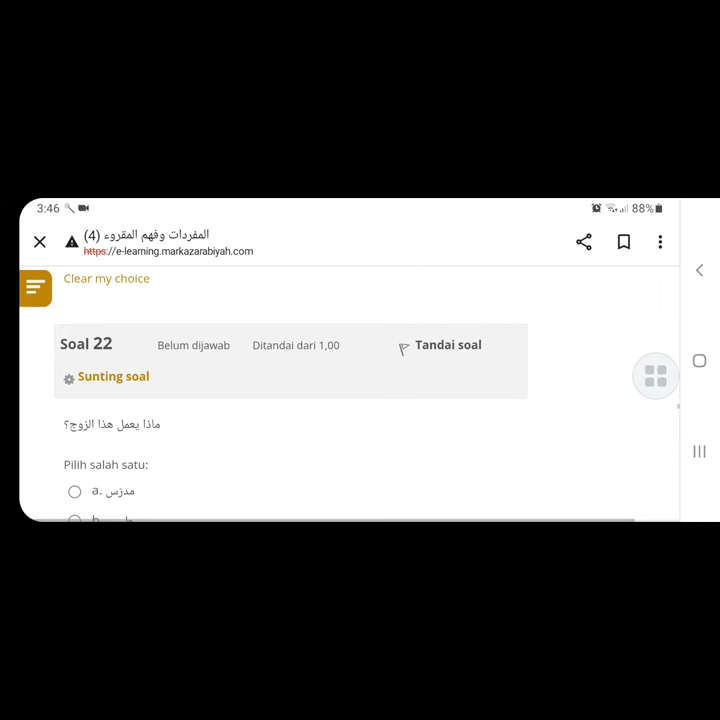 3:46 88%
المفردات وفهم المقروء (4)
https://e-learning.markazarabiyah.com
Clear my choice
Soal 22 Belum dijawab Ditandai dari 1,00 Tandai soal
Sunting soal
ماذا يعمل هذا الزوج؟
Pilih salah satu:
a. مدرّس